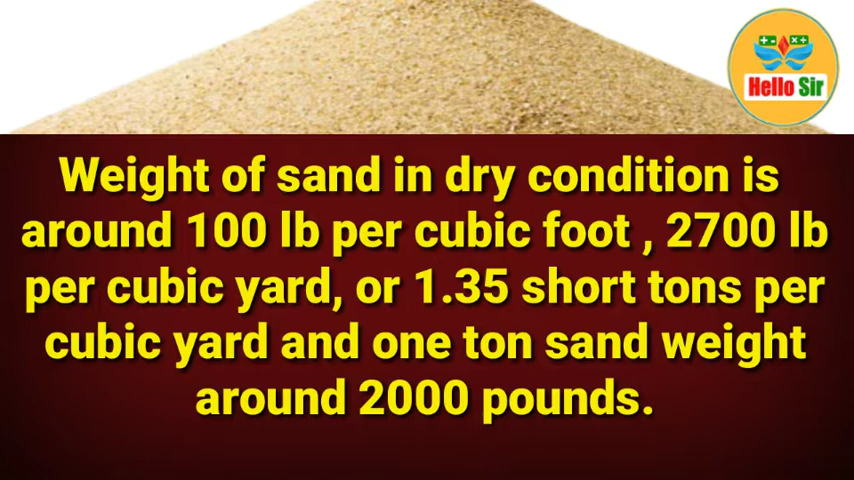 Hello Sir
Weight of sand in dry condition is
around 100 lb per cubic foot , 2700 lb
per cubic yard, or 1.35 short tons per
cubic yard and one ton sand weight
around 2000 pounds.